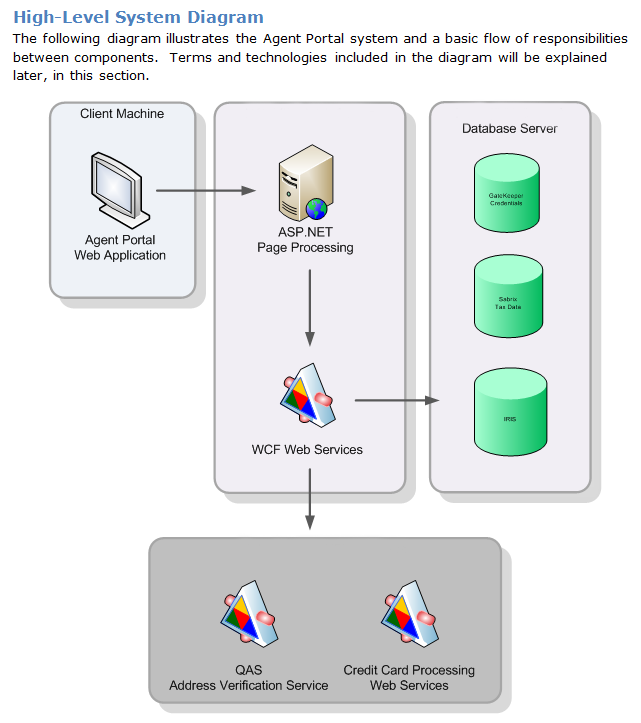 High-Level System Diagram
The following diagram illustrates the Agent Portal system and a basic flow of responsibilities
between components.  Terms and technologies included in the diagram will be explained
later, in this section.
Client Machine
Agent Portal
Web Application
ASP.NET
Page Processing
WCF Web Services
Database Server
GateKeeper
Credentials
Sabrix
Tax Data
IRIS
QAS
Address Verification Service
Credit Card Processing
Web Services